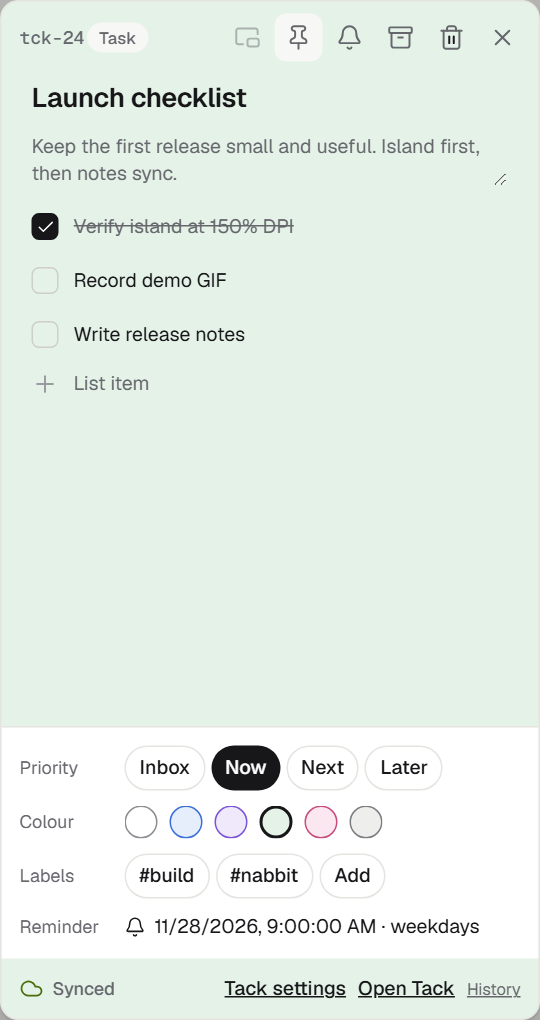 tck-24 Task
Launch checklist
Keep the first release small and useful. Island first,
then notes sync.
Verify island at 150% DPI
Record demo GIF
Write release notes
List item
Priority Inbox Now Next Later
Colour
Labels #build #nabbit Add
Reminder 11/28/2026, 9:00:00 AM · weekdays
Synced Tack settings Open Tack History